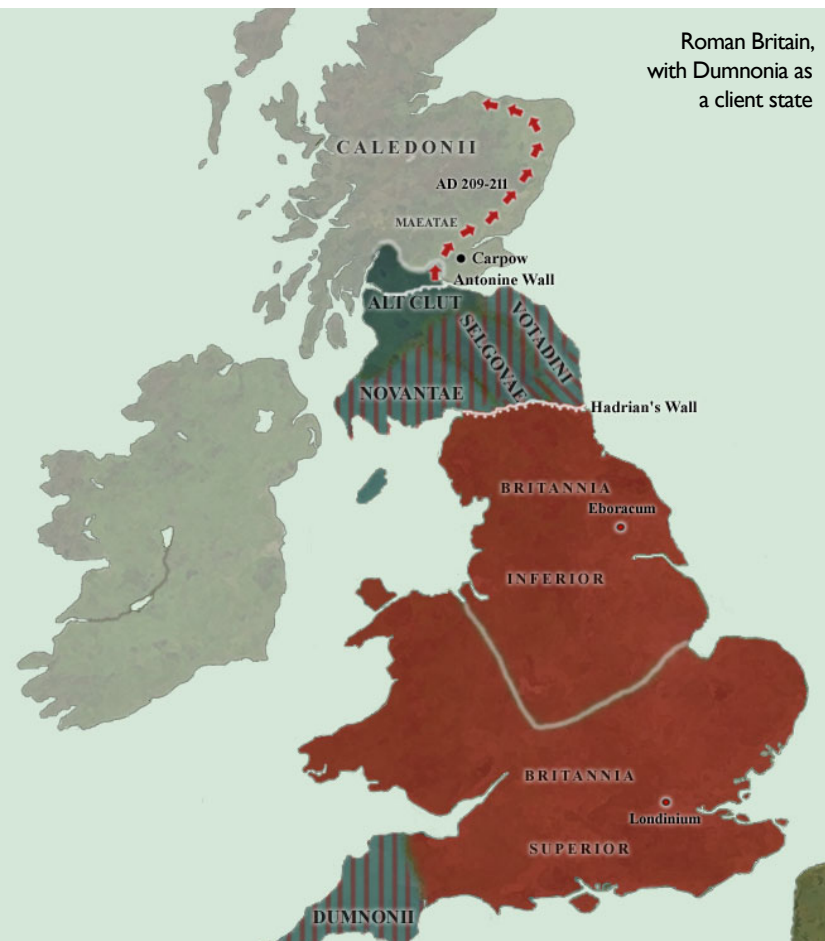 Roman Britain,
with Dumnonia as
a client state
CALEDONII
AD 209-211
MAEATAE
Carpow
Antonine Wall
ALT CLUT
VOTADINI
SELGOVAE
NOVANTAE
Hadrian's Wall
BRITANNIA
Eboracum
INFERIOR
BRITANNIA
Londinium
SUPERIOR
DUMNONII